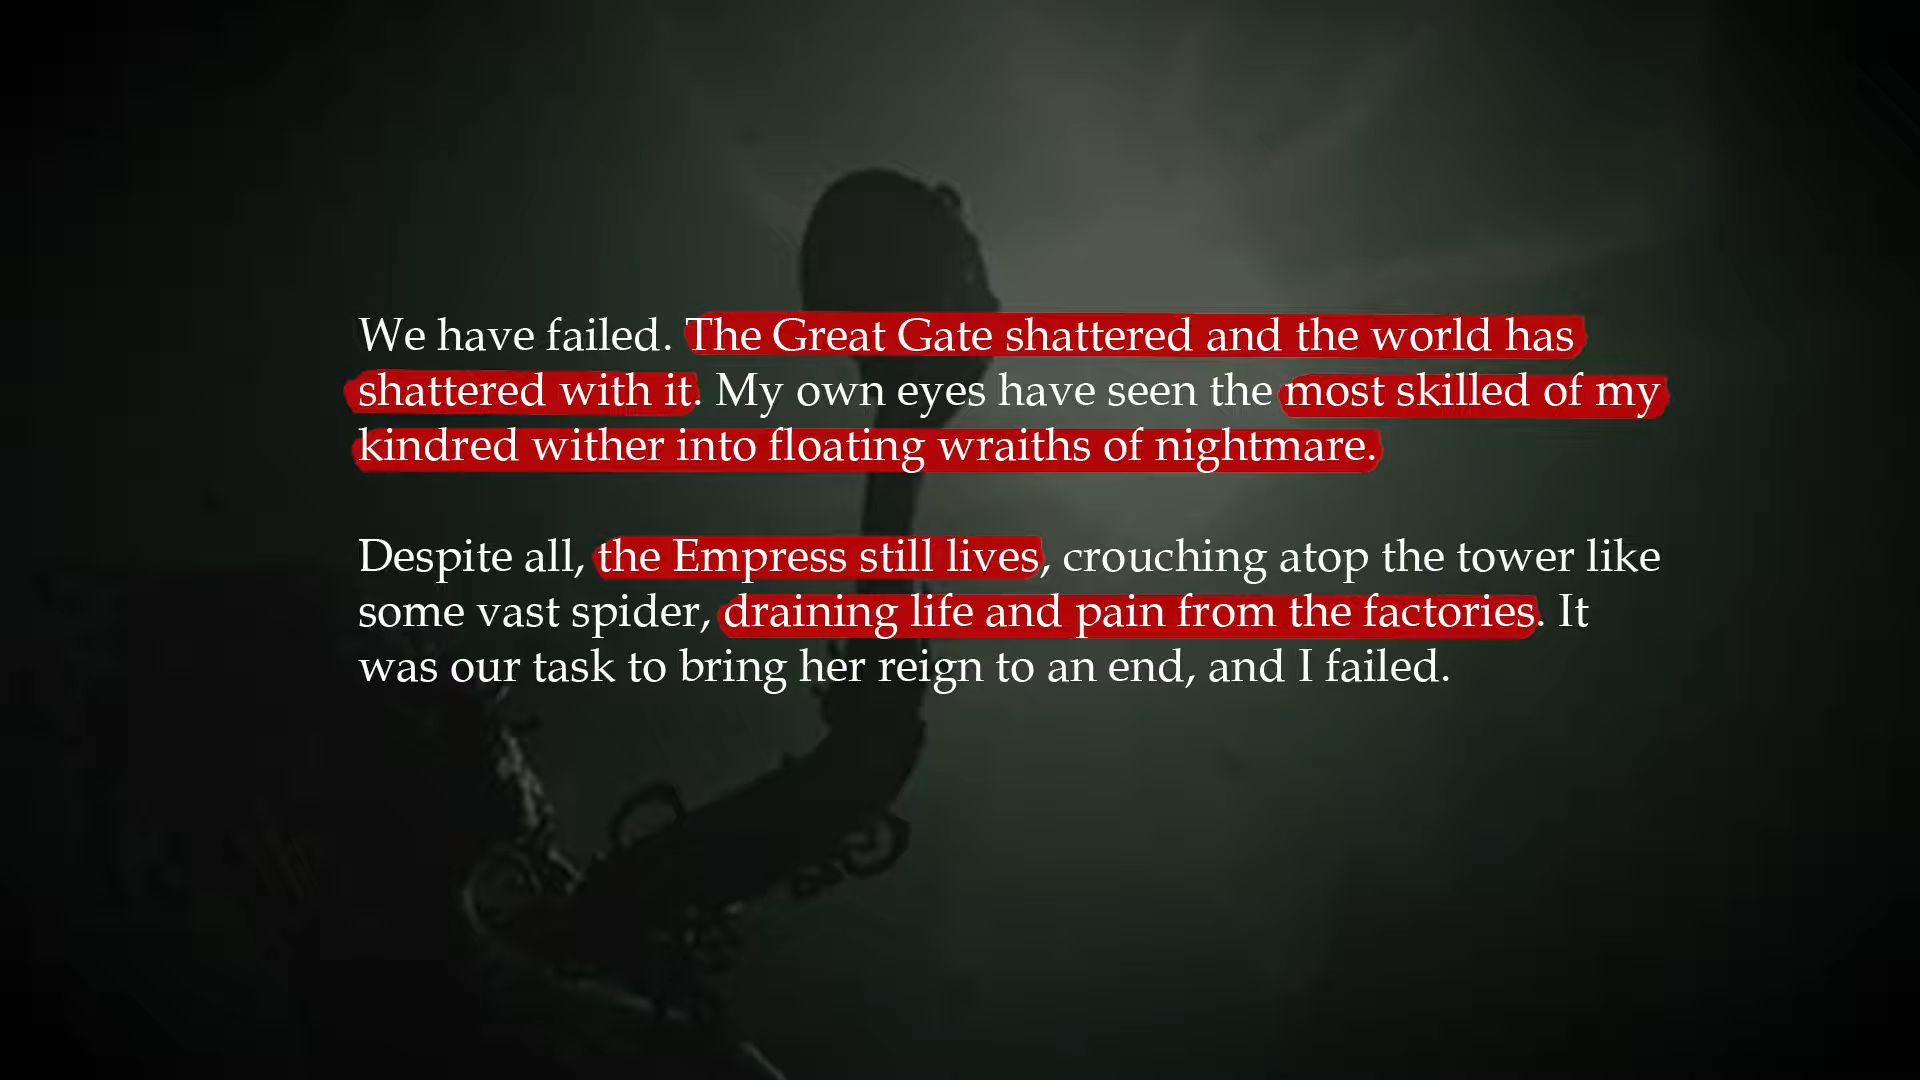 We have failed. The Great Gate shattered and the world has
shattered with it. My own eyes have seen the most skilled of my
kindred wither into floating wraiths of nightmare.
Despite all, the Empress still lives, crouching atop the tower like
some vast spider, draining life and pain from the factories. It
was our task to bring her reign to an end, and I failed.